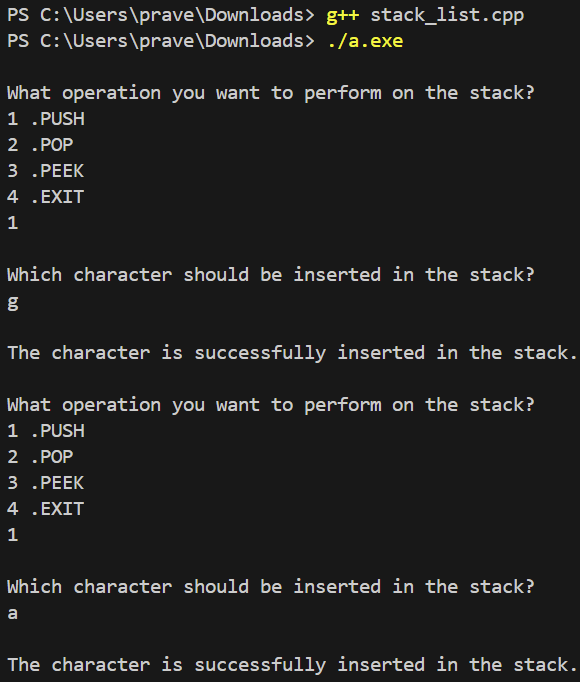 PS C:\Users\prave\Downloads> g++ stack_list.cpp
PS C:\Users\prave\Downloads> ./a.exe
What operation you want to perform on the stack?
1 .PUSH
2 .POP
3 .PEEK
4 .EXIT
1
Which character should be inserted in the stack?
g
The character is successfully inserted in the stack.
What operation you want to perform on the stack?
1 .PUSH
2 .POP
3 .PEEK
4 .EXIT
1
Which character should be inserted in the stack?
a
The character is successfully inserted in the stack.